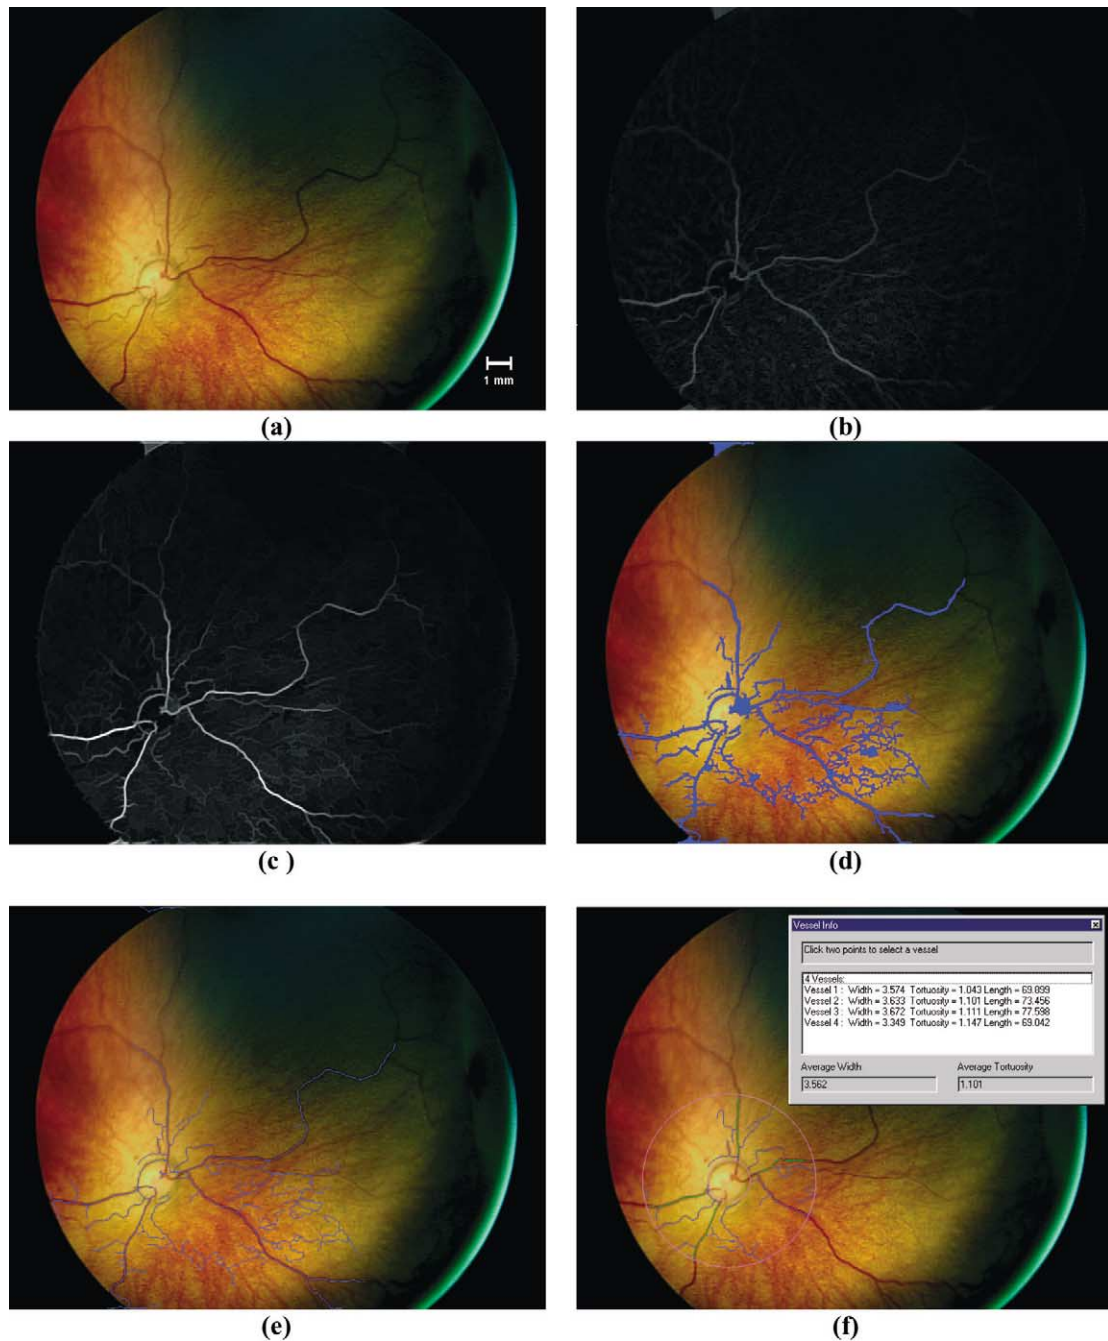 1 mm
(a)
(b)
(c )
(d)
Vessel Info
Click two points to select a vessel
4 Vessels:
Vessel 1 : Width = 3.574 Tortuosity = 1.043 Length = 69.899
Vessel 2 : Width = 3.633 Tortuosity = 1.101 Length = 73.456
Vessel 3 : Width = 3.672 Tortuosity = 1.111 Length = 77.598
Vessel 4 : Width = 3.349 Tortuosity = 1.147 Length = 69.042
Average Width
Average Tortuosity
3.562
1.101
(e)
(f)